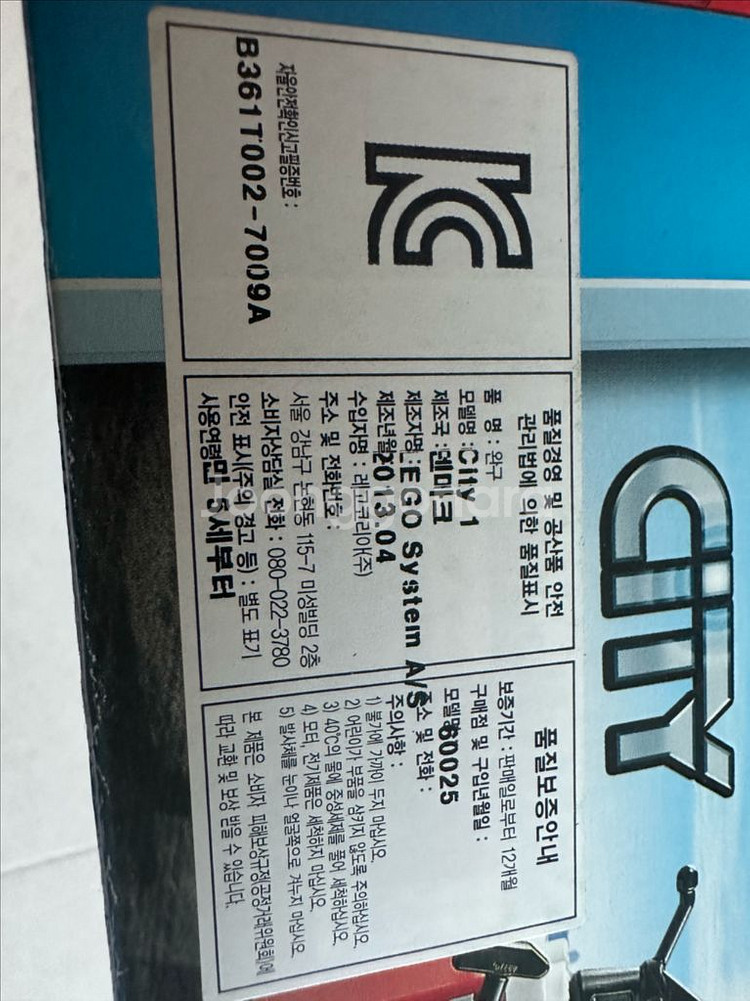 KC
자율안전확인신고필증번호 :
B361T002-7009A
품질경영 및 공산품 안전
관리법에 의한 품질표시
품 명 : 완구
모델명 : City 1
제조국 : 덴마크
제조자명 : LEGO System A/S
제조년월 2013.04
수입자명 : 레고코리아(주)
주소 및 전화번호 :
서울 강남구 논현동 115-7 미생빌딩 2층
소비자상담실 전화 : 080-022-3780
안전 표시(주의 경고 등) : 별도 표기
사용연령 만 5세부터
품질보증안내
보증기간 : 판매일로부터 12개월
구매점 및 구입년월일 :
모델명 60025
주소 및 전화 :
주의사항 :
1) 불가에 가까이 두지 마십시오.
2) 어린이가 부품을 삼키지 않도록 주의하십시오.
3) 40℃의 물에 중성세제를 풀어 세척하십시오.
4) 모터, 전기제품은 세척하지 마십시오.
5) 발사체를 눈이나 얼굴쪽으로 겨누지 마십시오.
본 제품은 소비자 피해보상규정(공정거래위원회)에
따라 교환 및 보상 받을 수 있습니다.
CITY
Joonggonara